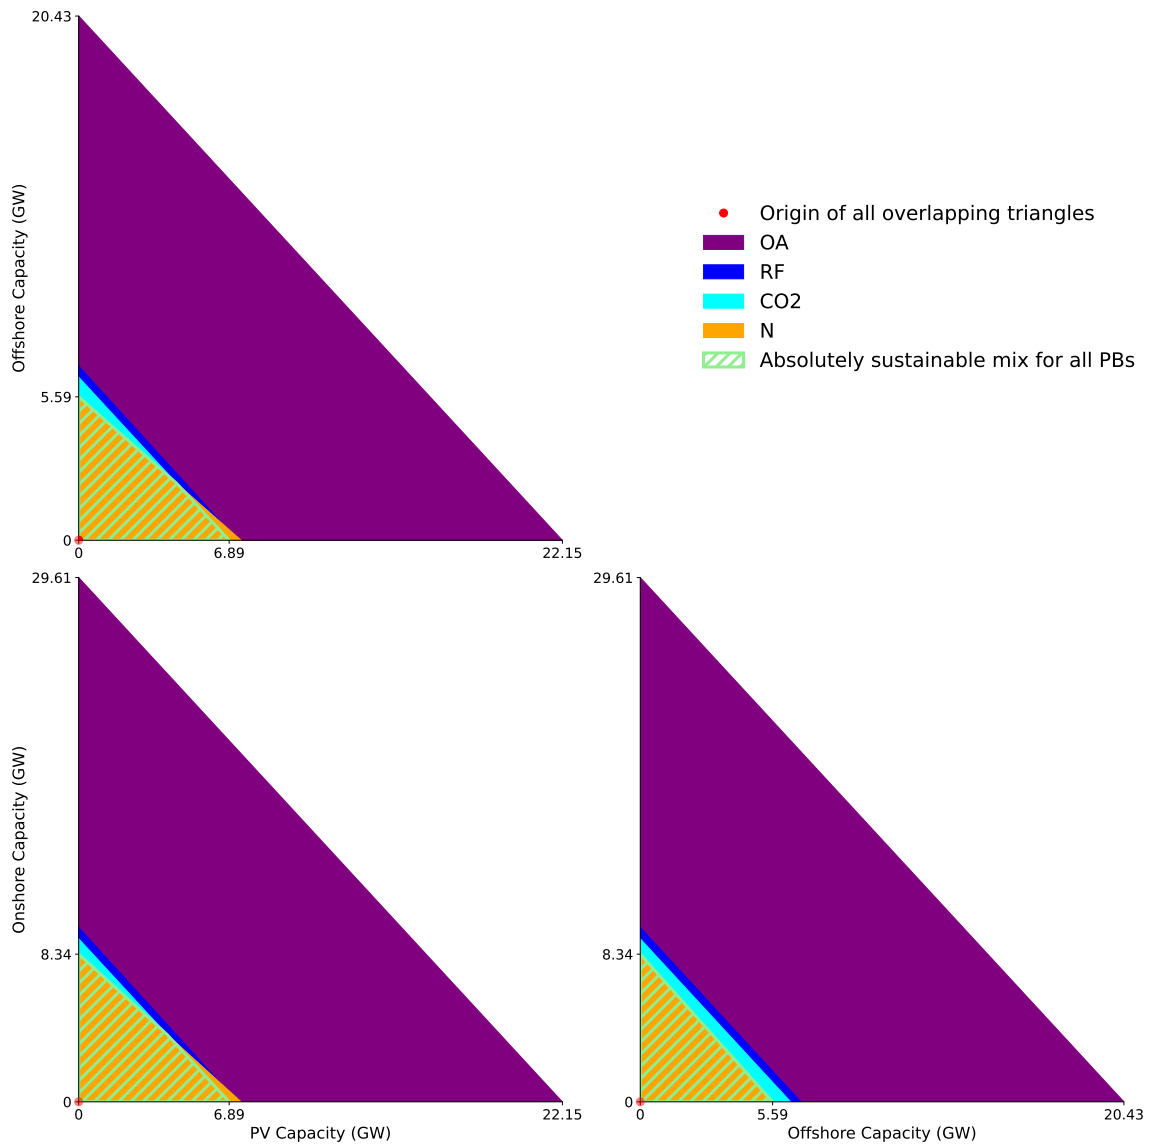 20.43
Offshore Capacity (GW)
5.59
0
0
6.89
22.15
Origin of all overlapping triangles
OA
RF
CO2
N
Absolutely sustainable mix for all PBs
29.61
Onshore Capacity (GW)
8.34
0
0
6.89
22.15
PV Capacity (GW)
29.61
8.34
0
0
5.59
20.43
Offshore Capacity (GW)